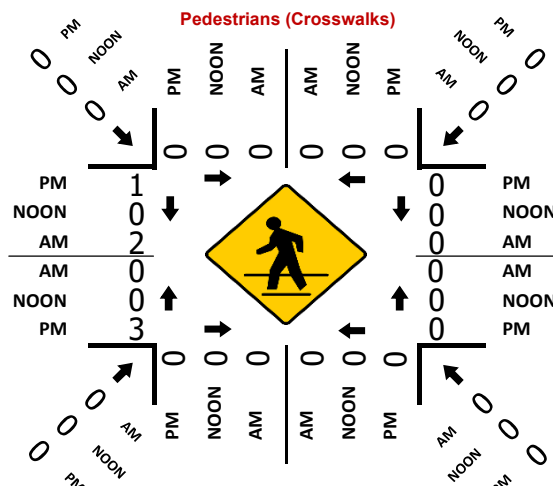 Pedestrians (Crosswalks)
0 PM
0 NOON
0 AM
PM NOON AM AM NOON PM
PM 0
NOON 0
AM 0
0 0 0 0 0 0
PM 1 0 PM
NOON 0 0 NOON
AM 2 0 AM
AM 0 0 AM
NOON 0 0 NOON
PM 3 0 PM
0 0 0 0 0 0
PM NOON AM AM NOON PM
0 AM
0 NOON
0 PM
0 AM
0 NOON
0 PM